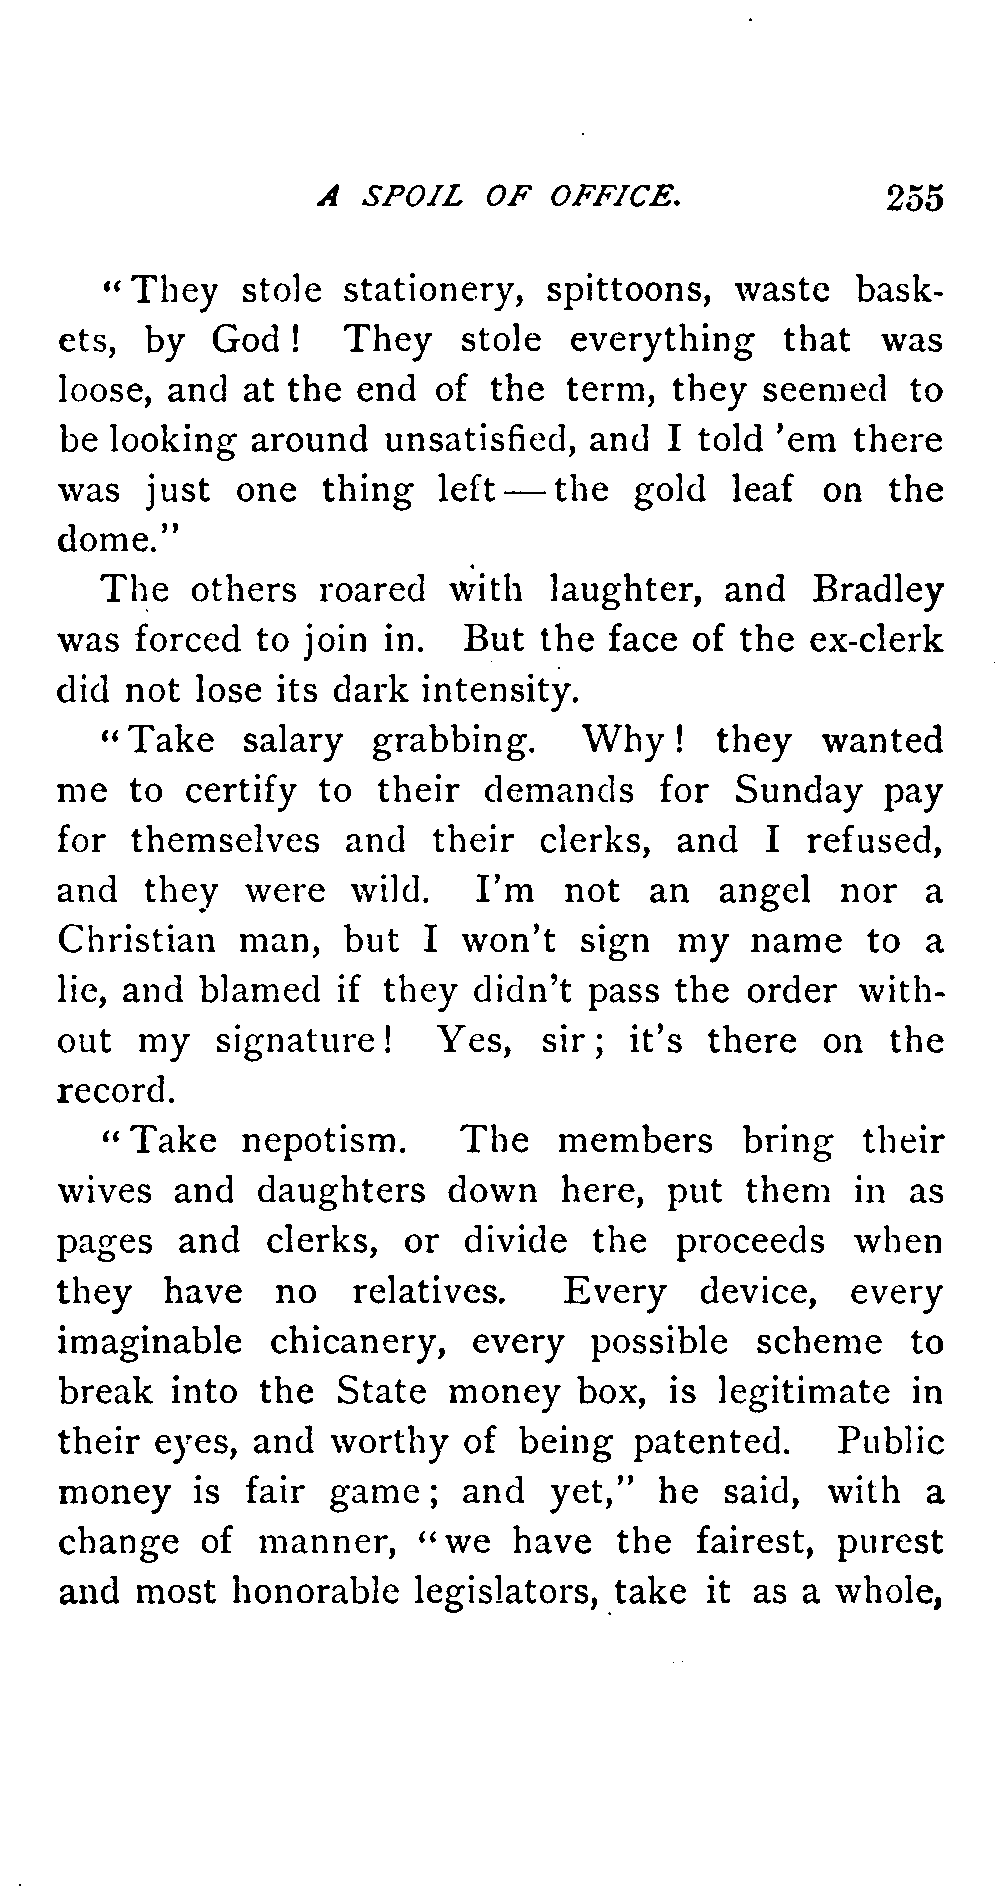 A SPOIL OF OFFICE. 255
“They stole stationery, spittoons, waste bask-
ets, by God! They stole everything that was
loose, and at the end of the term, they seemed to
be looking around unsatisfied, and I told ’em there
was just one thing left—the gold leaf on the
dome.”
The others roared with laughter, and Bradley
was forced to join in. But the face of the ex-clerk
did not lose its dark intensity.
“Take salary grabbing. Why! they wanted
me to certify to their demands for Sunday pay
for themselves and their clerks, and I refused,
and they were wild. I’m not an angel nor a
Christian man, but I won’t sign my name to a
lie, and blamed if they didn’t pass the order with-
out my signature! Yes, sir; it’s there on the
record.
“Take nepotism. The members bring their
wives and daughters down here, put them in as
pages and clerks, or divide the proceeds when
they have no relatives. Every device, every
imaginable chicanery, every possible scheme to
break into the State money box, is legitimate in
their eyes, and worthy of being patented. Public
money is fair game; and yet,” he said, with a
change of manner, “we have the fairest, purest
and most honorable legislators, take it as a whole,